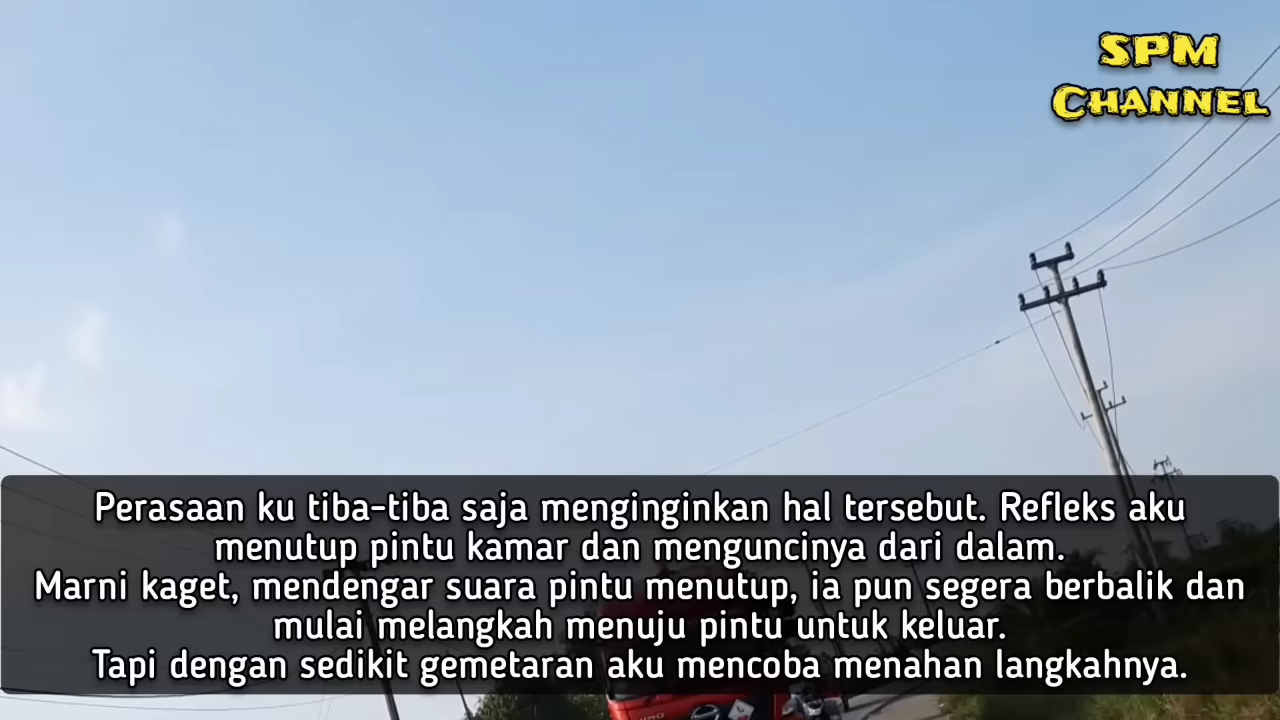 SPM
CHANNEL
Perasaan ku tiba-tiba saja menginginkan hal tersebut. Refleks aku
menutup pintu kamar dan menguncinya dari dalam.
Marni kaget, mendengar suara pintu menutup, ia pun segera berbalik dan
mulai melangkah menuju pintu untuk keluar.
Tapi dengan sedikit gemetaran aku mencoba menahan langkahnya.